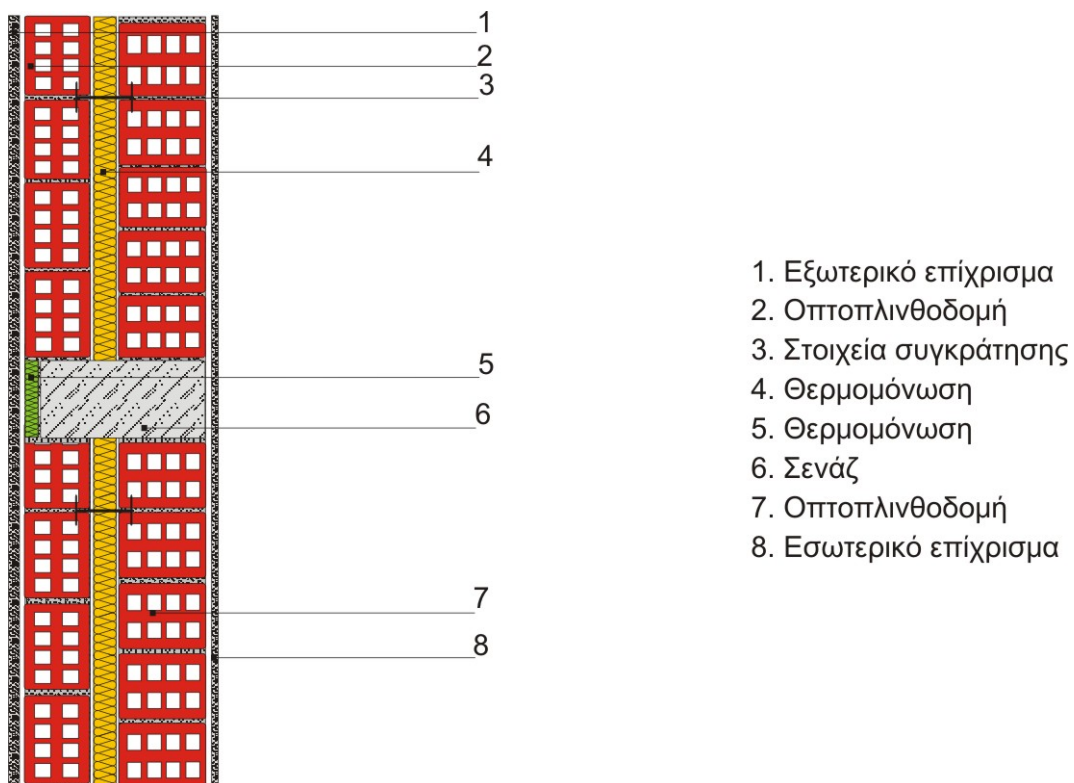 1
2
3
4
5
6
7
8
1. Εξωτερικό επίχρισμα
2. Οπτοπλινθοδομή
3. Στοιχεία συγκράτησης
4. Θερμομόνωση
5. Θερμομόνωση
6. Σενάζ
7. Οπτοπλινθοδομή
8. Εσωτερικό επίχρισμα